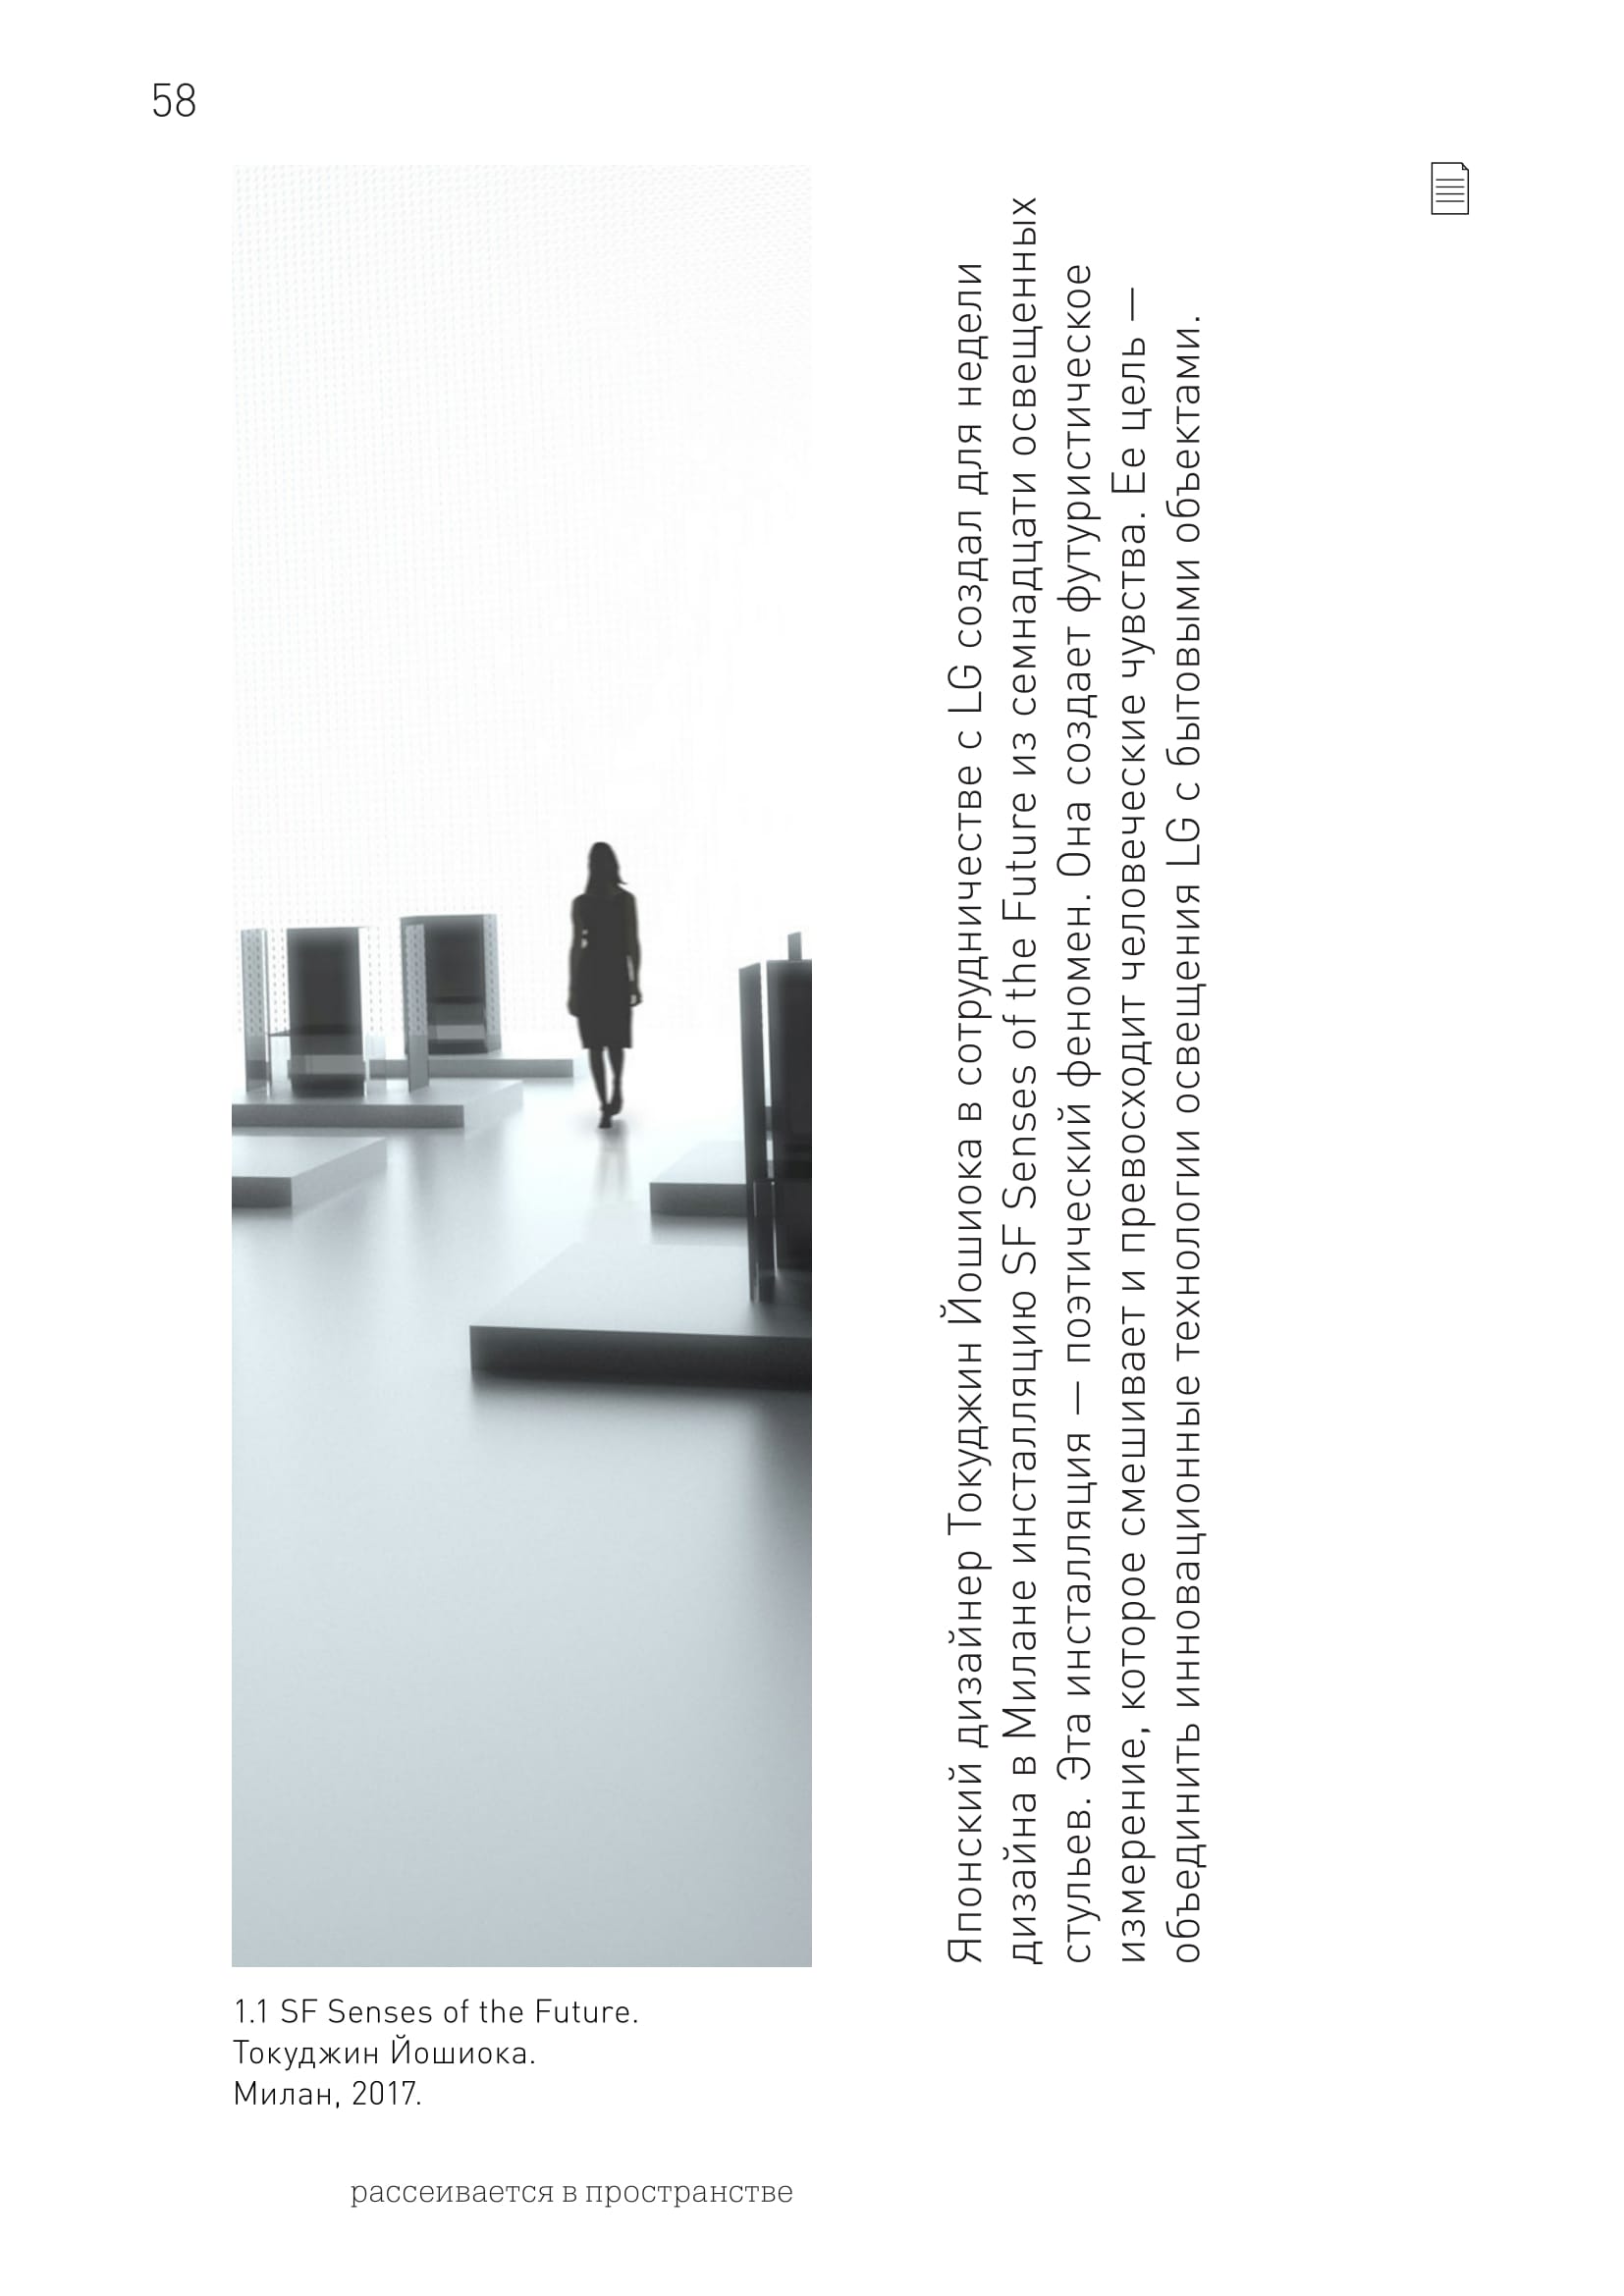 58
Японский дизайнер Токуджин Йошиока в сотрудничестве с LG создал для недели
дизайна в Милане инсталляцию SF Senses of the Future из семнадцати освещенных
стульев. Эта инсталляция — поэтический феномен. Она создает футуристическое
измерение, которое смешивает и превосходит человеческие чувства. Ее цель —
объединить инновационные технологии освещения LG с бытовыми объектами.
1.1 SF Senses of the Future.
Токуджин Йошиока.
Милан, 2017.
рассеивается в пространстве